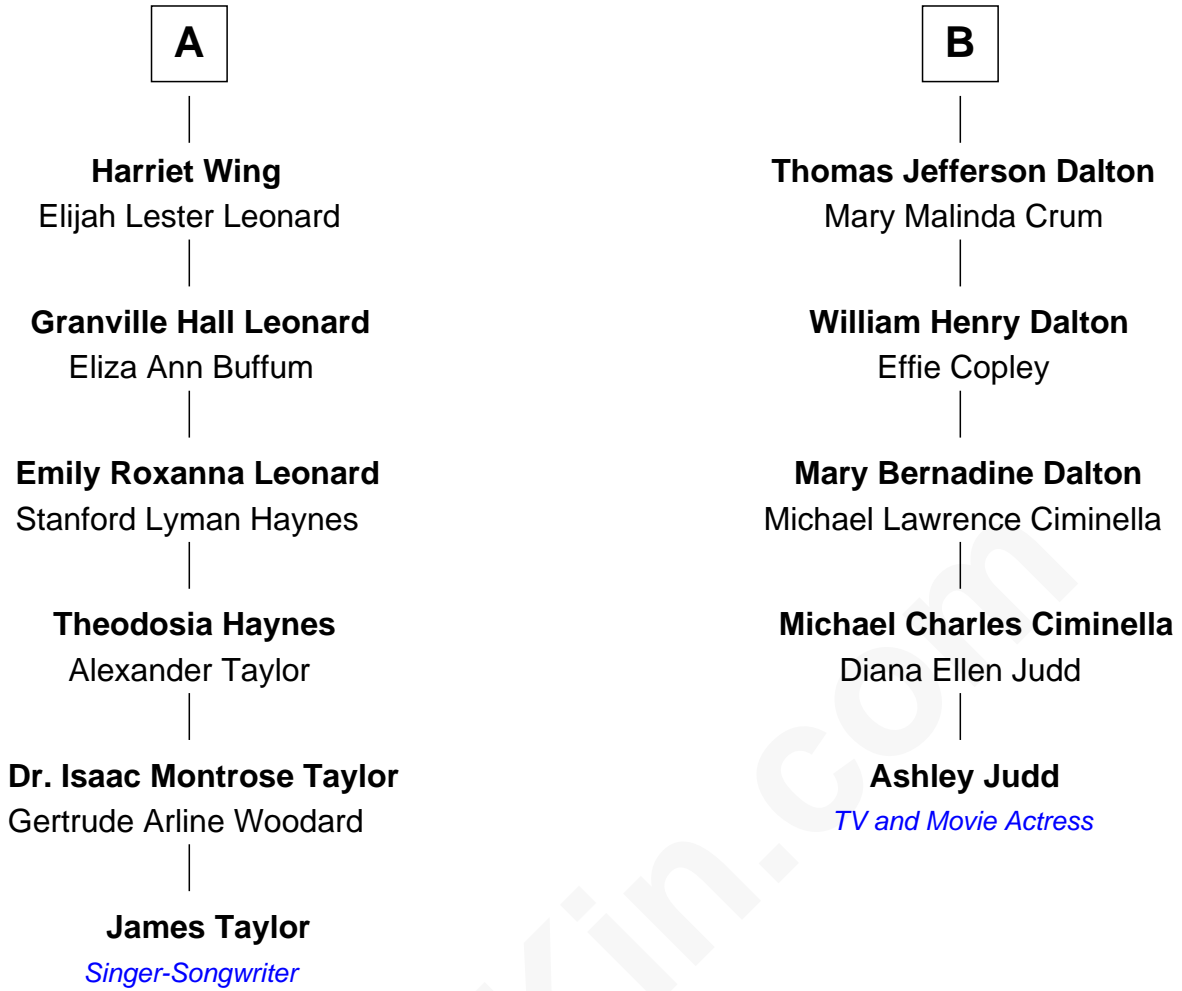 A
Harriet Wing
Elijah Lester Leonard
Granville Hall Leonard
Eliza Ann Buffum
Emily Roxanna Leonard
Stanford Lyman Haynes
Theodosia Haynes
Alexander Taylor
Dr. Isaac Montrose Taylor
Gertrude Arline Woodard
James Taylor
Singer-Songwriter
B
Thomas Jefferson Dalton
Mary Malinda Crum
William Henry Dalton
Effie Copley
Mary Bernadine Dalton
Michael Lawrence Ciminella
Michael Charles Ciminella
Diana Ellen Judd
Ashley Judd
TV and Movie Actress
Kin.com